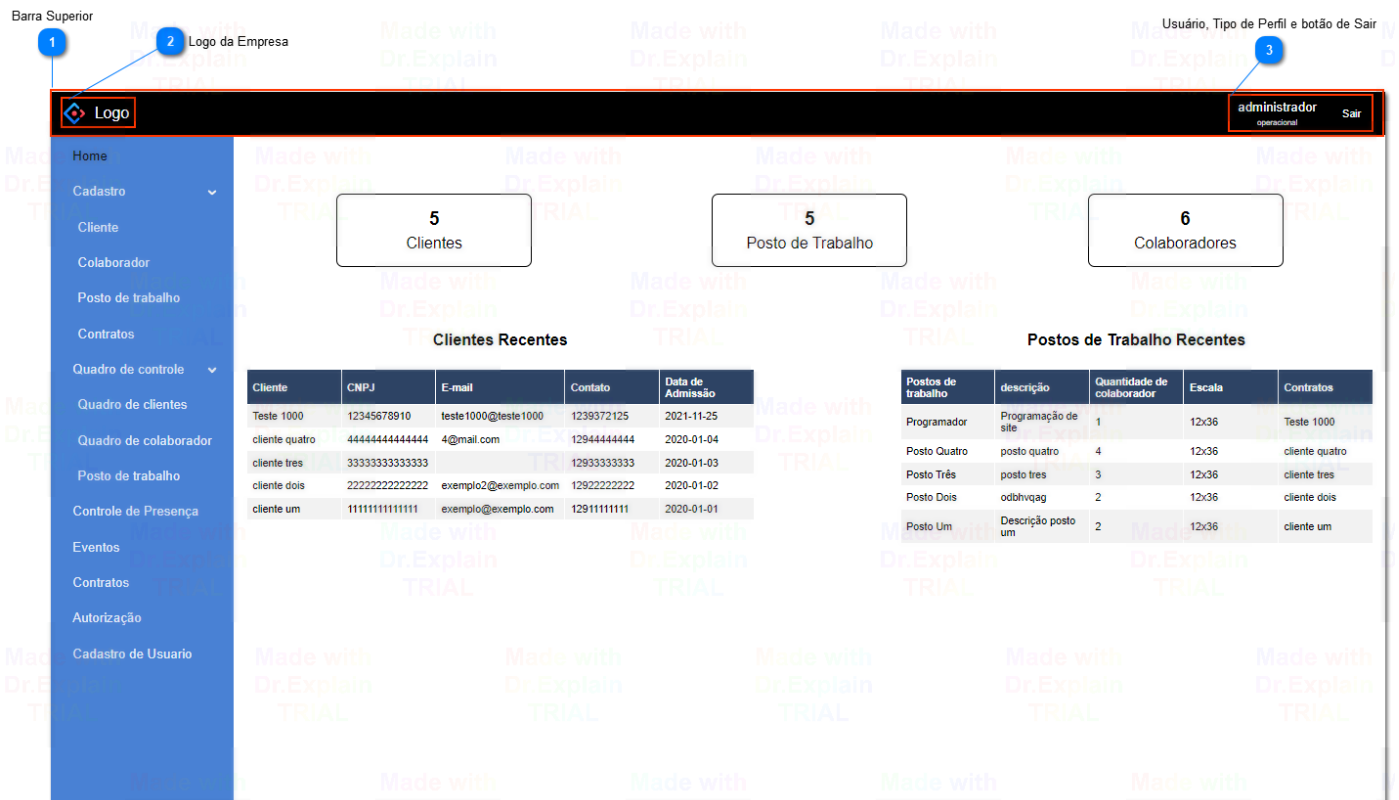 Barra Superior
1
2
Logo da Empresa
Usuário, Tipo de Perfil e botão de Sair
3
Logo
administrador
operacional
Sair
Home
Cadastro
Cliente
Colaborador
Posto de trabalho
Contratos
Quadro de controle
Quadro de clientes
Quadro de colaborador
Posto de trabalho
Controle de Presença
Eventos
Contratos
Autorização
Cadastro de Usuario
5
Clientes
5
Posto de Trabalho
6
Colaboradores
Clientes Recentes
Cliente CNPJ E-mail Contato Data de Admissão
Teste 1000 12345678910 teste1000@teste1000 1239372125 2021-11-25
cliente quatro 44444444444444 4@mail.com 12944444444 2020-01-04
cliente tres 33333333333333 12933333333 2020-01-03
cliente dois 22222222222222 exemplo2@exemplo.com 12922222222 2020-01-02
cliente um 11111111111111 exemplo@exemplo.com 12911111111 2020-01-01
Postos de Trabalho Recentes
Postos de trabalho descrição Quantidade de colaborador Escala Contratos
Programador Programação de site 1 12x36 Teste 1000
Posto Quatro posto quatro 4 12x36 cliente quatro
Posto Três posto tres 3 12x36 cliente tres
Posto Dois odbhvqag 2 12x36 cliente dois
Posto Um Descrição posto um 2 12x36 cliente um
Made with
Dr.Explain
TRIAL